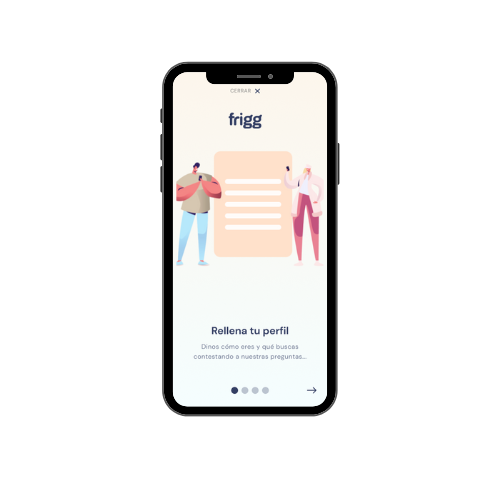 CERRAR ✕
frigg
Rellena tu perfil
Dinos cómo eres y qué buscas
contestando a nuestras preguntas...